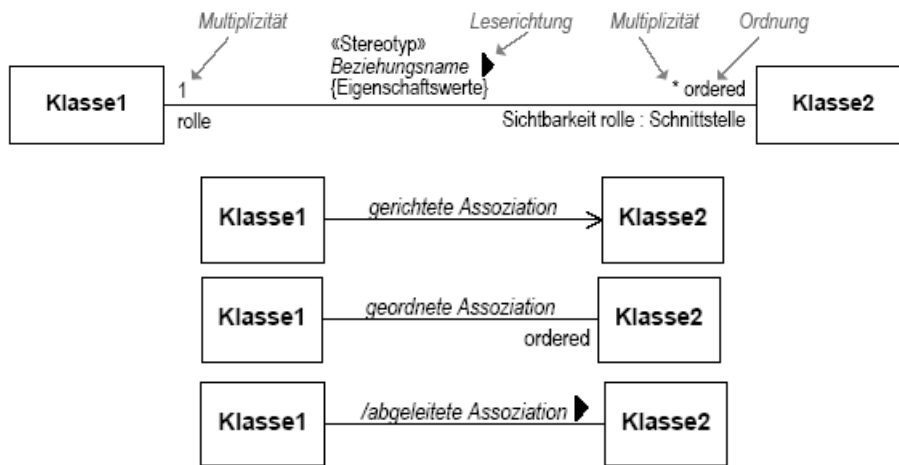 Multiplizität Leserichtung Multiplizität Ordnung
«Stereotyp»
Beziehungsname
{Eigenschaftswerte}
Klasse1 1 * ordered Klasse2
rolle Sichtbarkeit rolle : Schnittstelle
Klasse1 gerichtete Assoziation Klasse2
Klasse1 geordnete Assoziation Klasse2
ordered
Klasse1 /abgeleitete Assoziation Klasse2